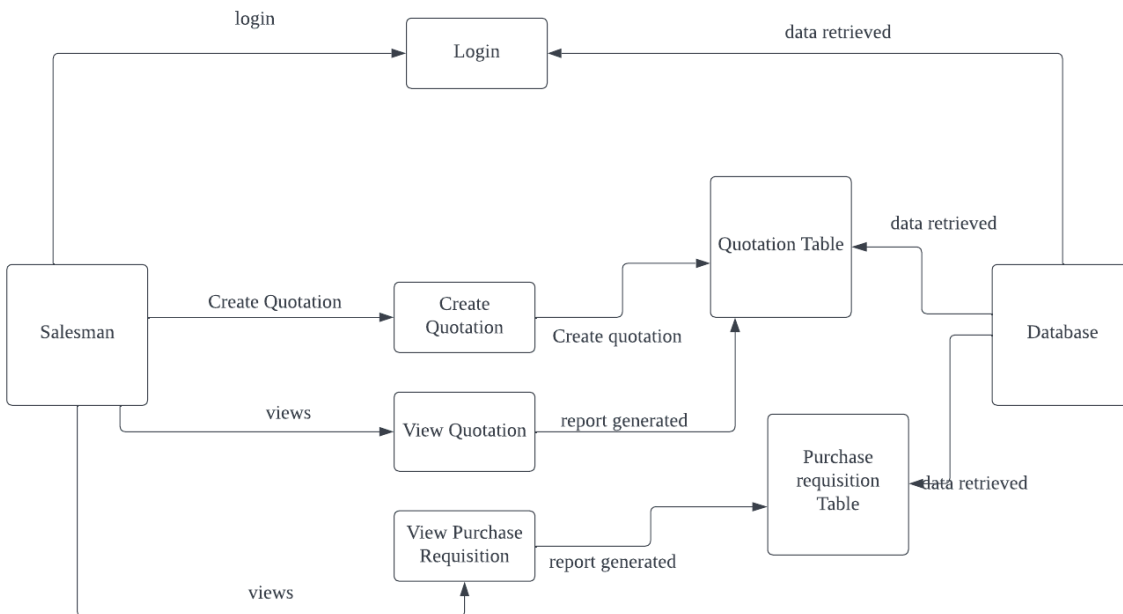 login
Login
data retrieved
Quotation Table
data retrieved
Salesman
Create Quotation
Create
Quotation
Create quotation
Database
views
View Quotation
report generated
Purchase
requisition
Table
data retrieved
View Purchase
Requisition
report generated
views